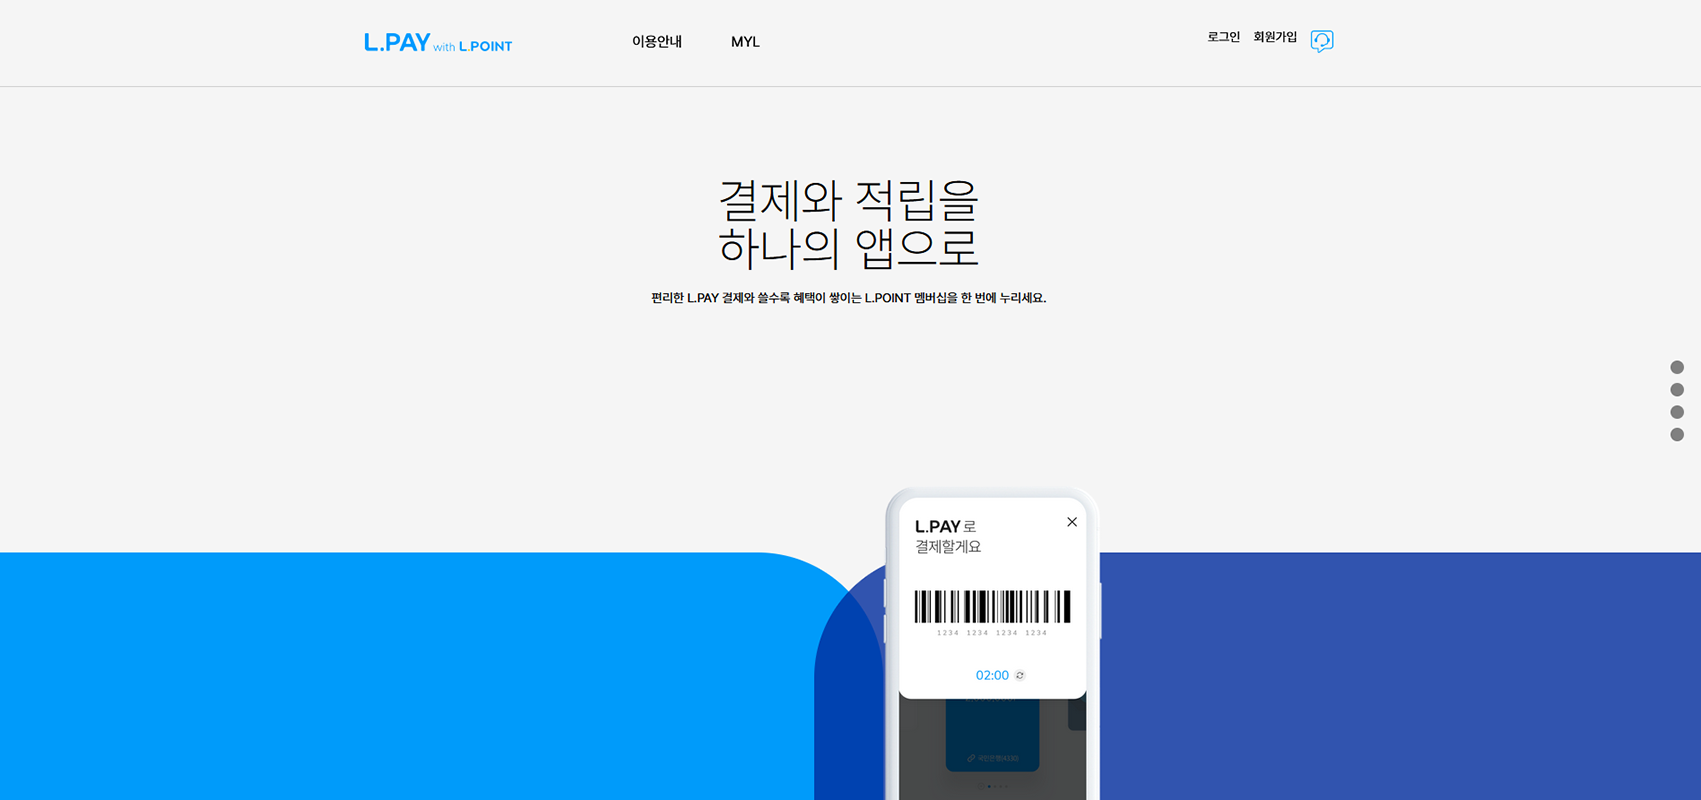 L.PAY with L.POINT
이용안내
MYL
로그인
회원가입
결제와 적립을
하나의 앱으로
편리한 L.PAY 결제와 쓸수록 혜택이 쌓이는 L.POINT 멤버십을 한 번에 누리세요.
L.PAY로
결제할게요
1234 1234 1234 1234
02:00